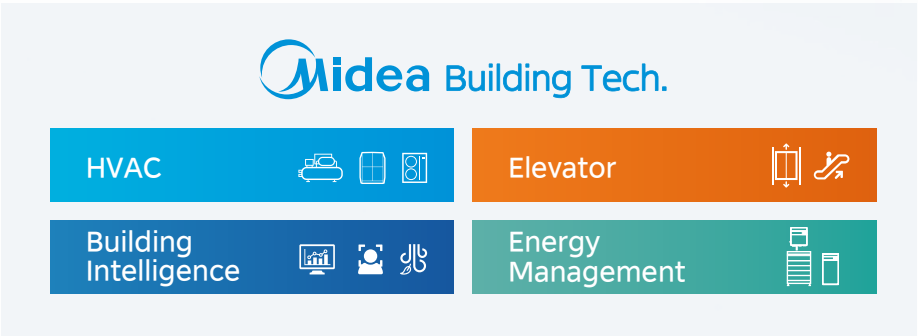 Midea Building Tech.
HVAC
Elevator
Building
Intelligence
Energy
Management